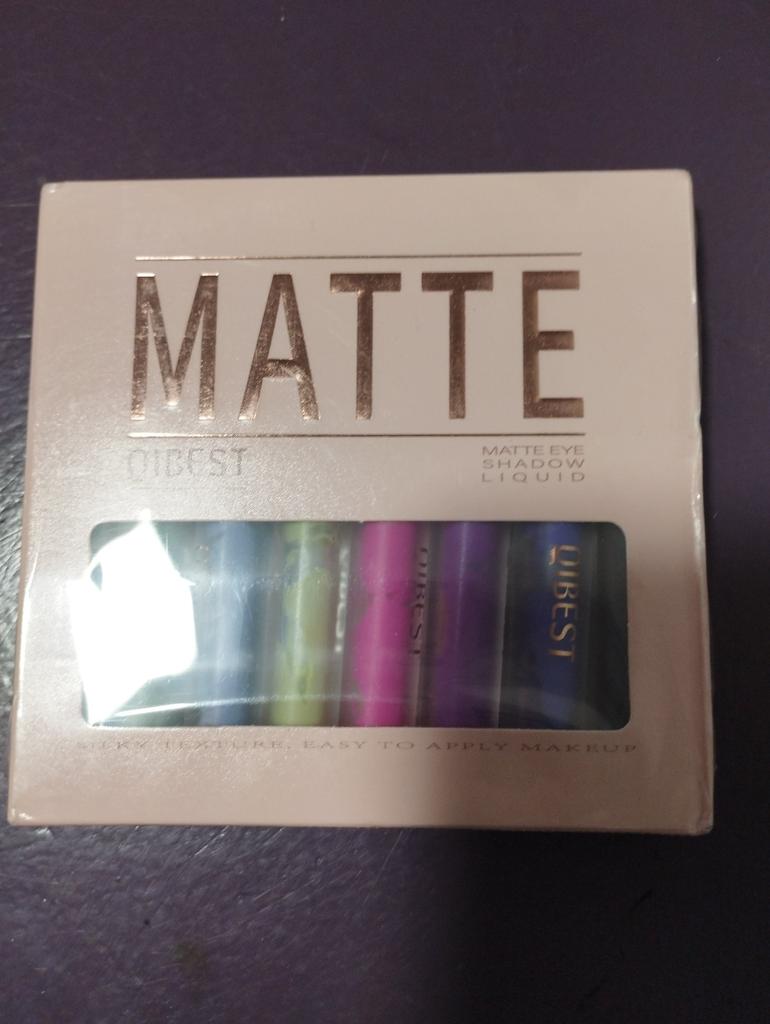 MATTE
QIBEST
MATTE EYE
SHADOW
LIQUID
QIBEST
QIBEST
SILKY TEXTURE, EASY TO APPLY MAKEUP